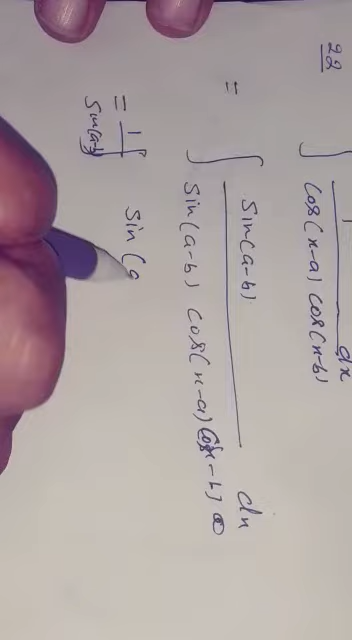 22 ∫ 1 / cos(x-a) cos(x-b) dx
= ∫ sin(a-b) / sin(a-b) cos(x-a) cos(x-b) dx
= 1 / sin(a-b) ∫ sin(a